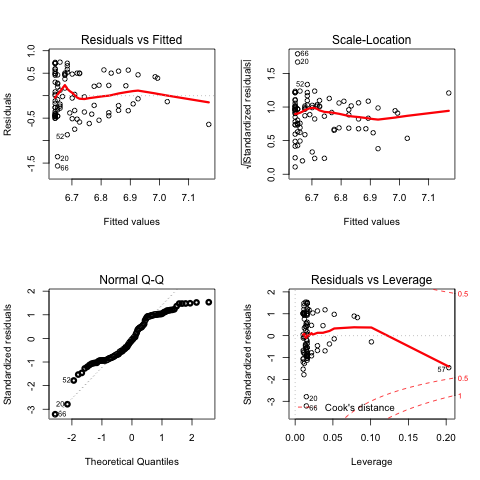 Residuals vs Fitted
Residuals
1.0
0.5
-0.5
-1.5
52
20
66
6.7 6.8 6.9 7.0 7.1
Fitted values
Scale-Location
√|Standardized residuals|
1.5
1.0
0.5
0.0
66
20
52
6.7 6.8 6.9 7.0 7.1
Fitted values
Normal Q-Q
Standardized residuals
2
1
0
-1
-2
-3
52
20
66
-2 -1 0 1 2
Theoretical Quantiles
Residuals vs Leverage
Standardized residuals
2
1
0
-1
-2
-3
0.5
57
0.5
1
20
66
Cook's distance
0.00 0.05 0.10 0.15 0.20
Leverage